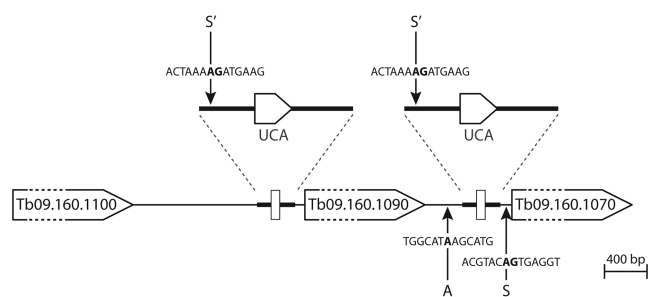 S’ S’
ACTAAAAGATGAAG ACTAAAAGATGAAG
UCA UCA
Tb09.160.1100 Tb09.160.1090 Tb09.160.1070
TGGCATAAGCATG
ACGTACAGTGAGGT 400 bp
A S